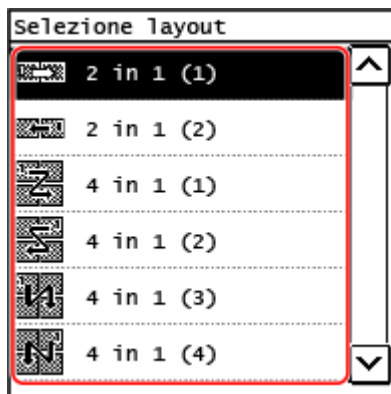 Selezione layout
2 in 1 (1)
2 in 1 (2)
4 in 1 (1)
4 in 1 (2)
4 in 1 (3)
4 in 1 (4)